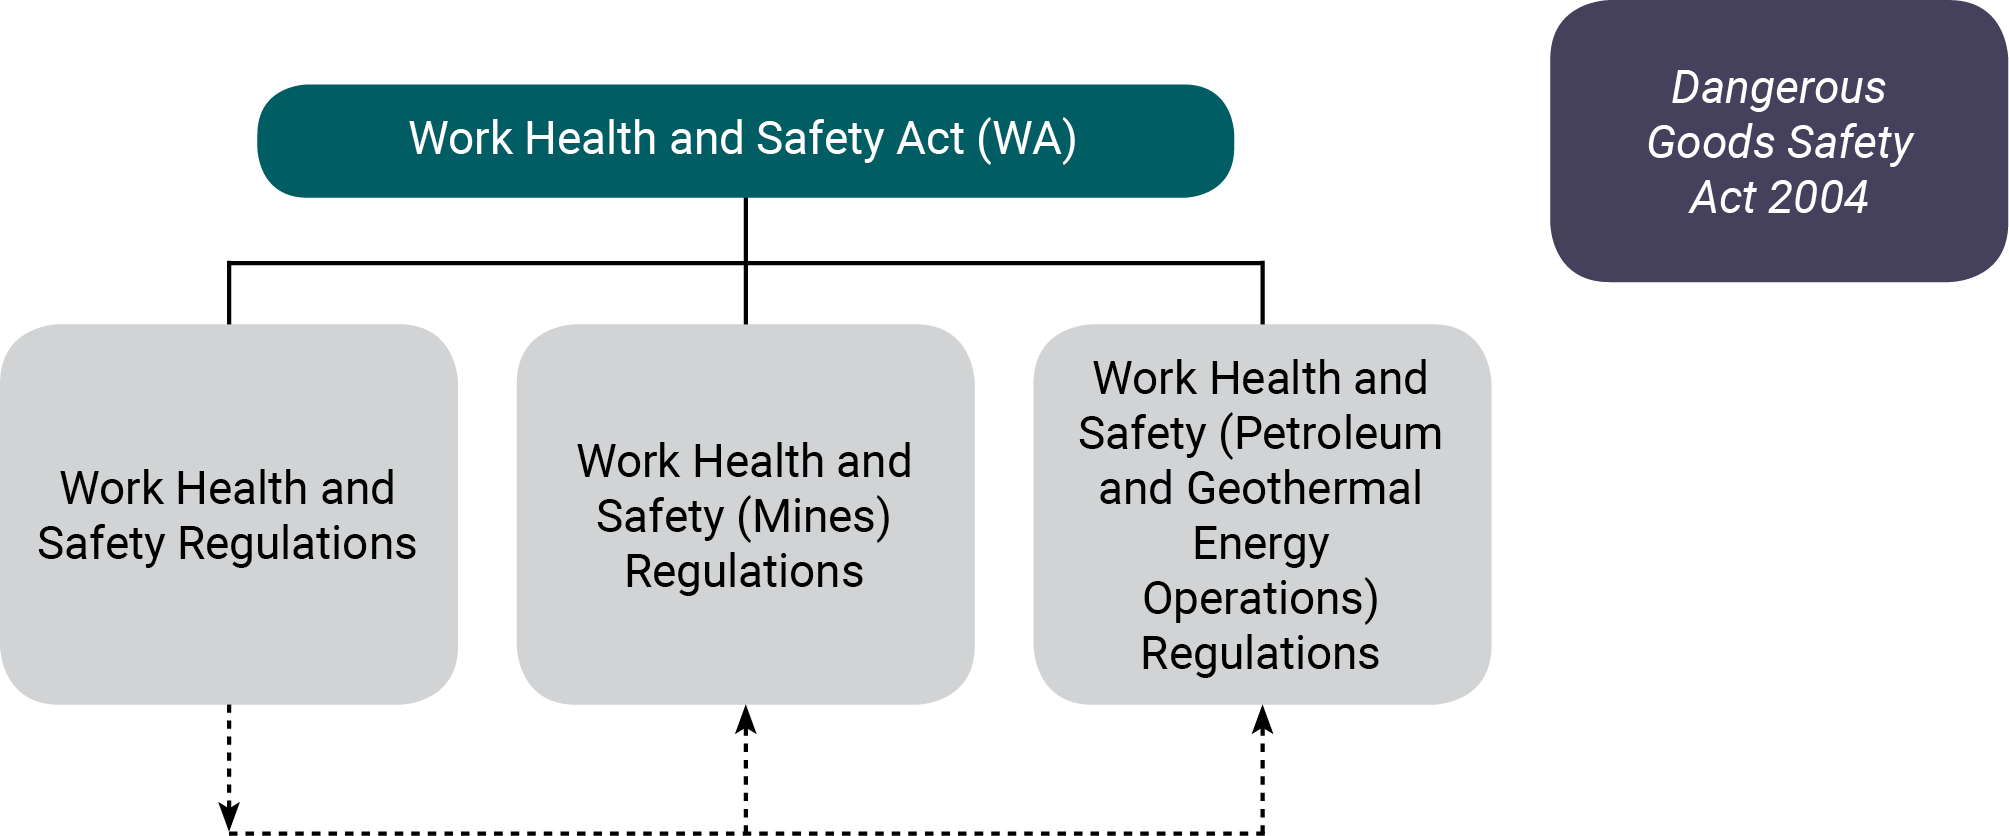 Work Health and Safety Act (WA)
Dangerous
Goods Safety
Act 2004
Work Health and
Safety Regulations
Work Health and
Safety (Mines)
Regulations
Work Health and
Safety (Petroleum
and Geothermal
Energy
Operations)
Regulations